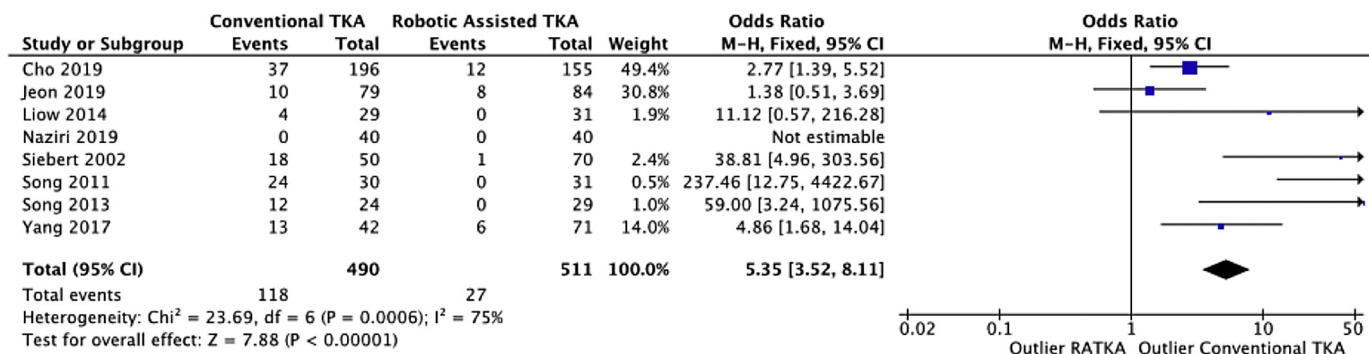 Conventional TKA Robotic Assisted TKA Odds Ratio Odds Ratio
Study or Subgroup Events Total Events Total Weight M-H, Fixed, 95% CI M-H, Fixed, 95% CI
Cho 2019 37 196 12 155 49.4% 2.77 [1.39, 5.52]
Jeon 2019 10 79 8 84 30.8% 1.38 [0.51, 3.69]
Liow 2014 4 29 0 31 1.9% 11.12 [0.57, 216.28]
Naziri 2019 0 40 0 40 Not estimable
Siebert 2002 18 50 1 70 2.4% 38.81 [4.96, 303.56]
Song 2011 24 30 0 31 0.5% 237.46 [12.75, 4422.67]
Song 2013 12 24 0 29 1.0% 59.00 [3.24, 1075.56]
Yang 2017 13 42 6 71 14.0% 4.86 [1.68, 14.04]
Total (95% CI) 490 511 100.0% 5.35 [3.52, 8.11]
Total events 118 27
Heterogeneity: Chi² = 23.69, df = 6 (P = 0.0006); I² = 75%
Test for overall effect: Z = 7.88 (P < 0.00001)
0.02 0.1 1 10 50
Outlier RATKA Outlier Conventional TKA